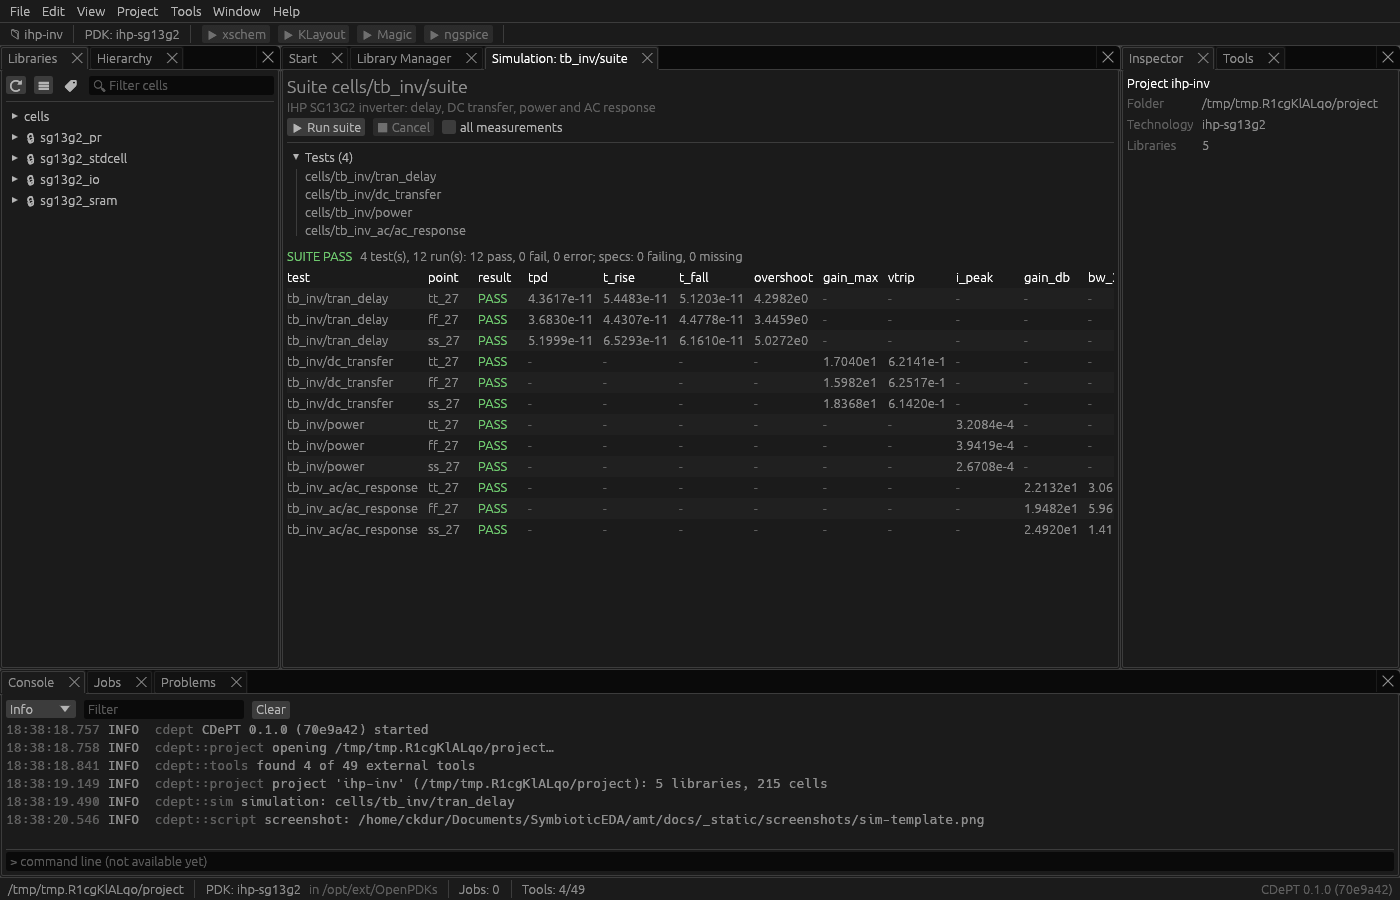 File Edit View Project Tools Window Help
ihp-inv PDK: ihp-sg13g2 xschem KLayout Magic ngspice
Libraries Hierarchy
Filter cells
cells
sg13g2_pr
sg13g2_stdcell
sg13g2_io
sg13g2_sram
Start Library Manager Simulation: tb_inv/suite
Suite cells/tb_inv/suite
IHP SG13G2 inverter: delay, DC transfer, power and AC response
Run suite Cancel all measurements
Tests (4)
cells/tb_inv/tran_delay
cells/tb_inv/dc_transfer
cells/tb_inv/power
cells/tb_inv_ac/ac_response
SUITE PASS 4 test(s), 12 run(s): 12 pass, 0 fail, 0 error; specs: 0 failing, 0 missing
test point result tpd t_rise t_fall overshoot gain_max vtrip i_peak gain_db bw_
tb_inv/tran_delay tt_27 PASS 4.3617e-11 5.4483e-11 5.1203e-11 4.2982e0 - - - - -
tb_inv/tran_delay ff_27 PASS 3.6830e-11 4.4307e-11 4.4778e-11 3.4459e0 - - - - -
tb_inv/tran_delay ss_27 PASS 5.1999e-11 6.5293e-11 6.1610e-11 5.0272e0 - - - - -
tb_inv/dc_transfer tt_27 PASS - - - - 1.7040e1 6.2141e-1 - - -
tb_inv/dc_transfer ff_27 PASS - - - - 1.5982e1 6.2517e-1 - - -
tb_inv/dc_transfer ss_27 PASS - - - - 1.8368e1 6.1420e-1 - - -
tb_inv/power tt_27 PASS - - - - - - 3.2084e-4 - -
tb_inv/power ff_27 PASS - - - - - - 3.9419e-4 - -
tb_inv/power ss_27 PASS - - - - - - 2.6708e-4 - -
tb_inv_ac/ac_response tt_27 PASS - - - - - - - 2.2132e1 3.06
tb_inv_ac/ac_response ff_27 PASS - - - - - - - 1.9482e1 5.96
tb_inv_ac/ac_response ss_27 PASS - - - - - - - 2.4920e1 1.41
Inspector Tools
Project ihp-inv
Folder /tmp/tmp.R1cgKlALqo/project
Technology ihp-sg13g2
Libraries 5
Console Jobs Problems
Info Filter Clear
18:38:18.757 INFO cdept CDePT 0.1.0 (70e9a42) started
18:38:18.758 INFO cdept::project opening /tmp/tmp.R1cgKlALqo/project…
18:38:18.841 INFO cdept::tools found 4 of 49 external tools
18:38:19.149 INFO cdept::project project 'ihp-inv' (/tmp/tmp.R1cgKlALqo/project): 5 libraries, 215 cells
18:38:19.490 INFO cdept::sim simulation: cells/tb_inv/tran_delay
18:38:20.546 INFO cdept::script screenshot: /home/ckdur/Documents/SymbioticEDA/amt/docs/_static/screenshots/sim-template.png
> command line (not available yet)
/tmp/tmp.R1cgKlALqo/project PDK: ihp-sg13g2 in /opt/ext/OpenPDKs Jobs: 0 Tools: 4/49 CDePT 0.1.0 (70e9a42)